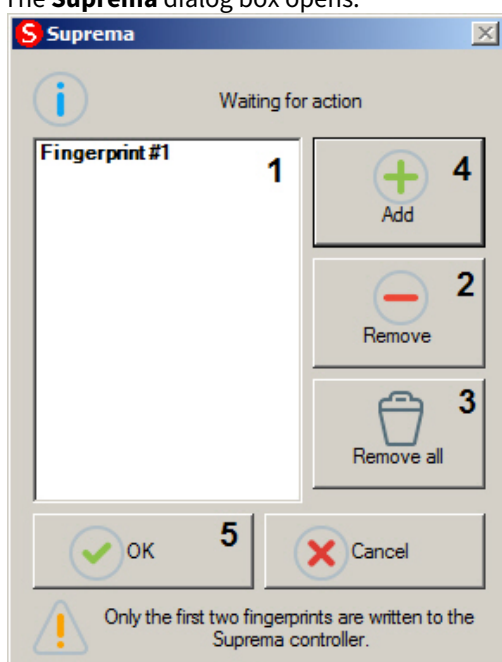 The Suprema dialog box opens.
S Suprema
Waiting for action
Fingerprint #1
1
Add
4
Remove
2
Remove all
3
OK
5
Cancel
Only the first two fingerprints are written to the
Suprema controller.